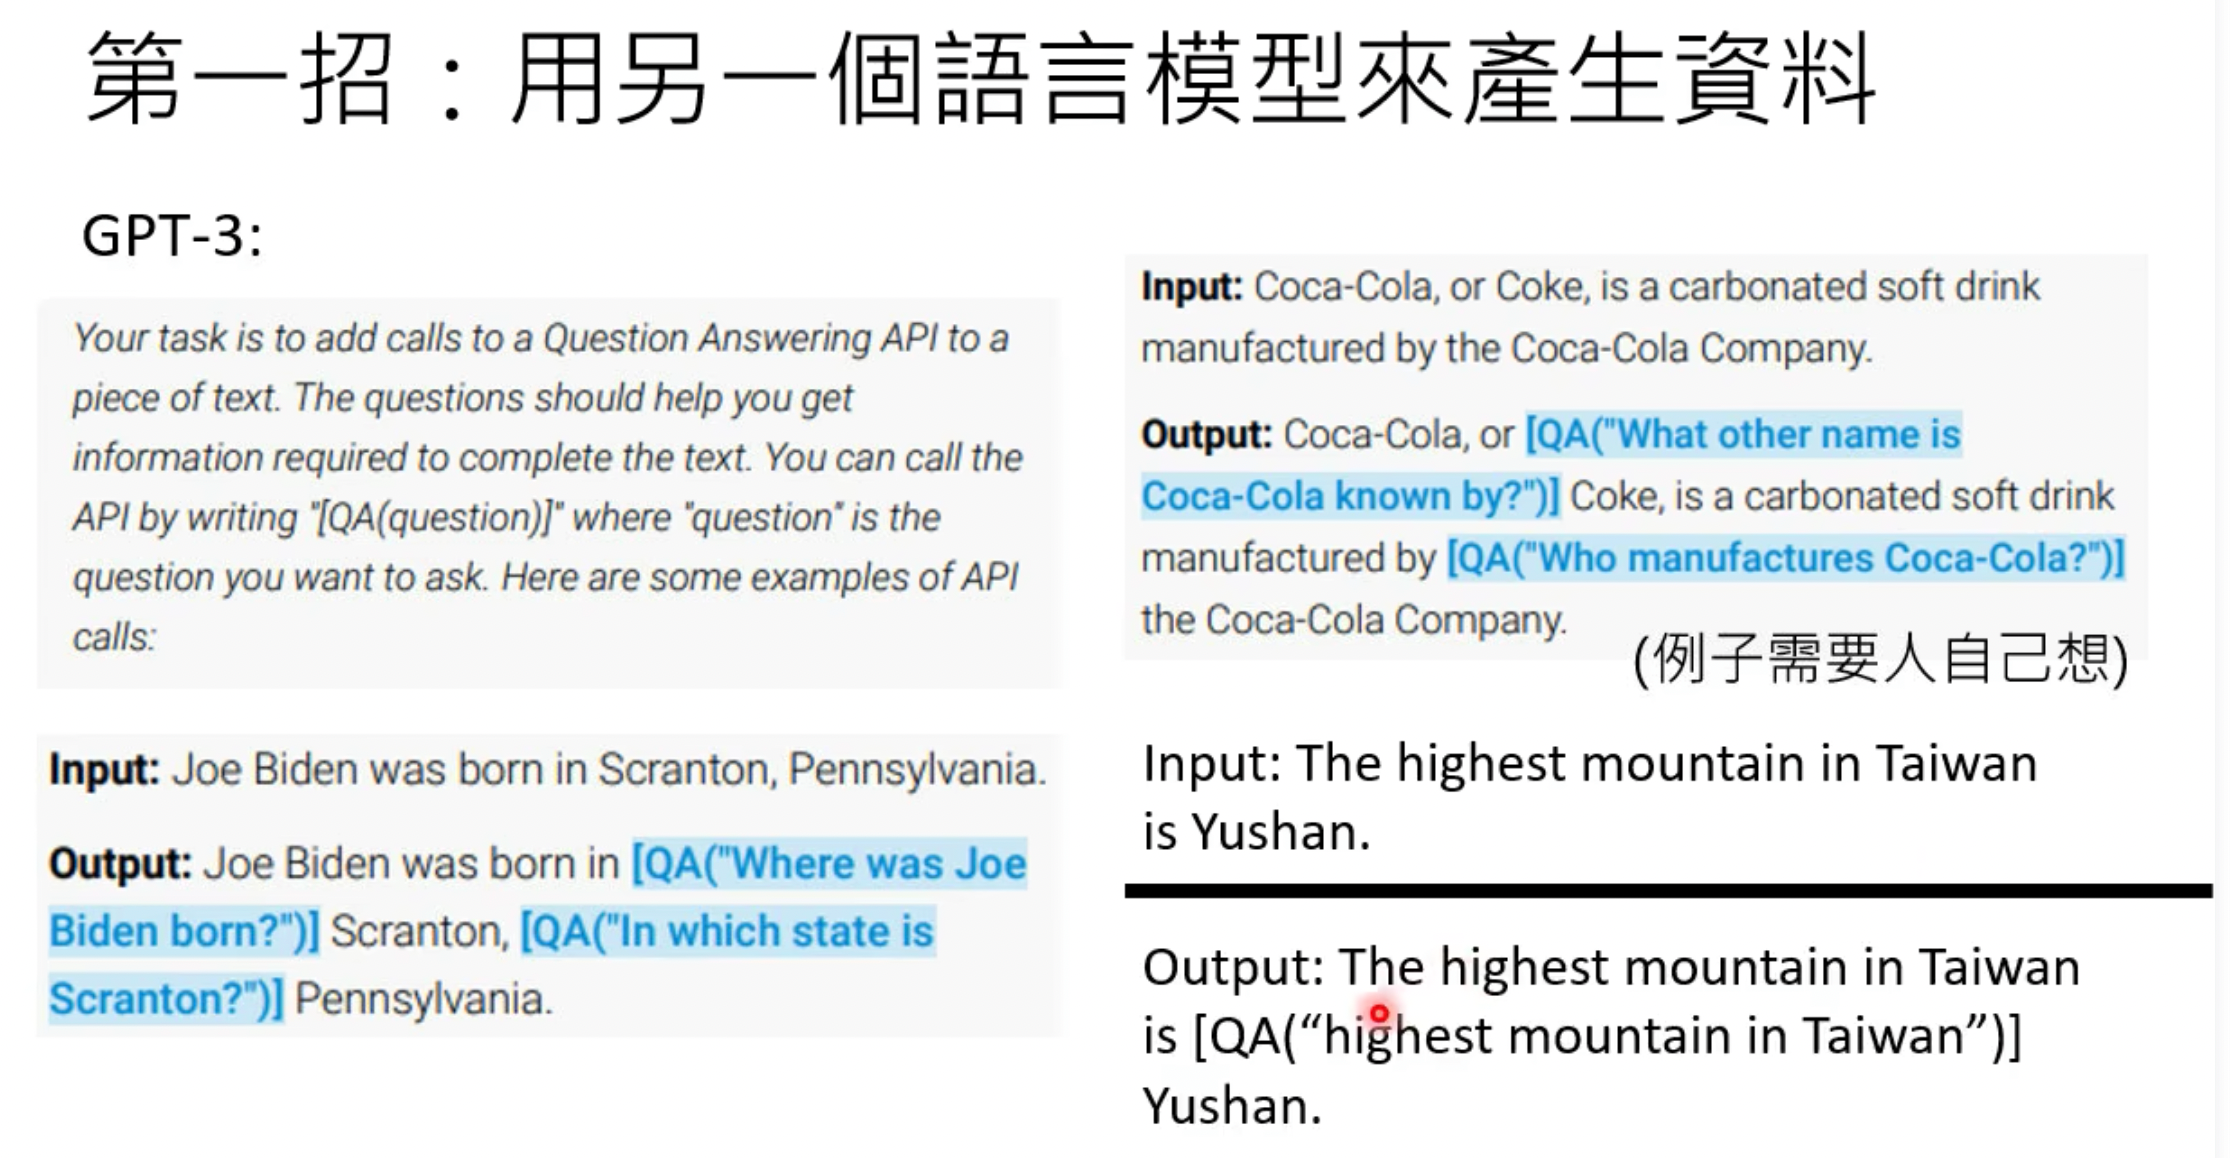 第一招：用另一個語言模型來產生資料
GPT-3:
Your task is to add calls to a Question Answering API to a
piece of text. The questions should help you get
information required to complete the text. You can call the
API by writing "[QA(question)]" where "question" is the
question you want to ask. Here are some examples of API
calls:
Input: Joe Biden was born in Scranton, Pennsylvania.
Output: Joe Biden was born in [QA("Where was Joe
Biden born?")] Scranton, [QA("In which state is
Scranton?")] Pennsylvania.
Input: Coca-Cola, or Coke, is a carbonated soft drink
manufactured by the Coca-Cola Company.
Output: Coca-Cola, or [QA("What other name is
Coca-Cola known by?")] Coke, is a carbonated soft drink
manufactured by [QA("Who manufactures Coca-Cola?")]
the Coca-Cola Company.
(例子需要人自己想)
Input: The highest mountain in Taiwan
is Yushan.
Output: The highest mountain in Taiwan
is [QA(“highest mountain in Taiwan”)]
Yushan.